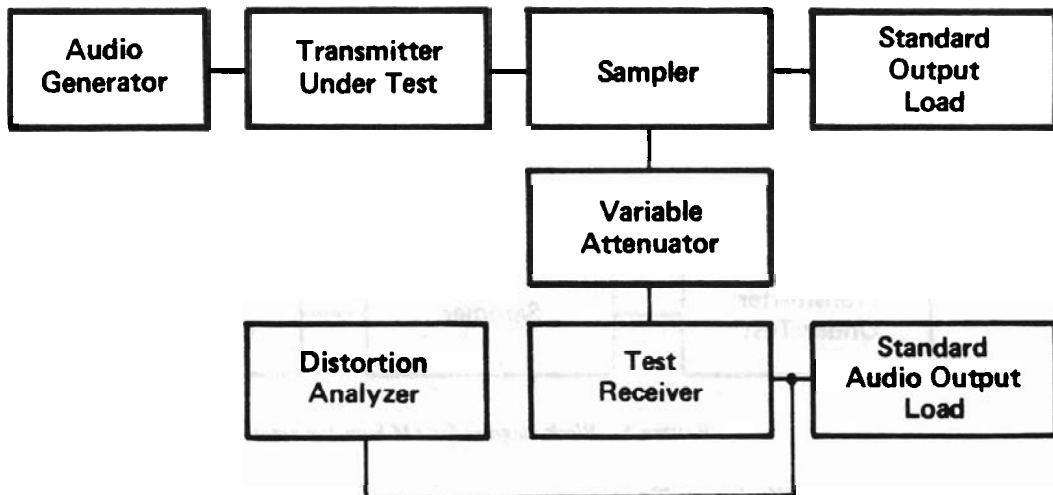 Audio
Generator
Transmitter
Under Test
Sampler
Standard
Output
Load
Variable
Attenuator
Distortion
Analyzer
Test
Receiver
Standard
Audio Output
Load